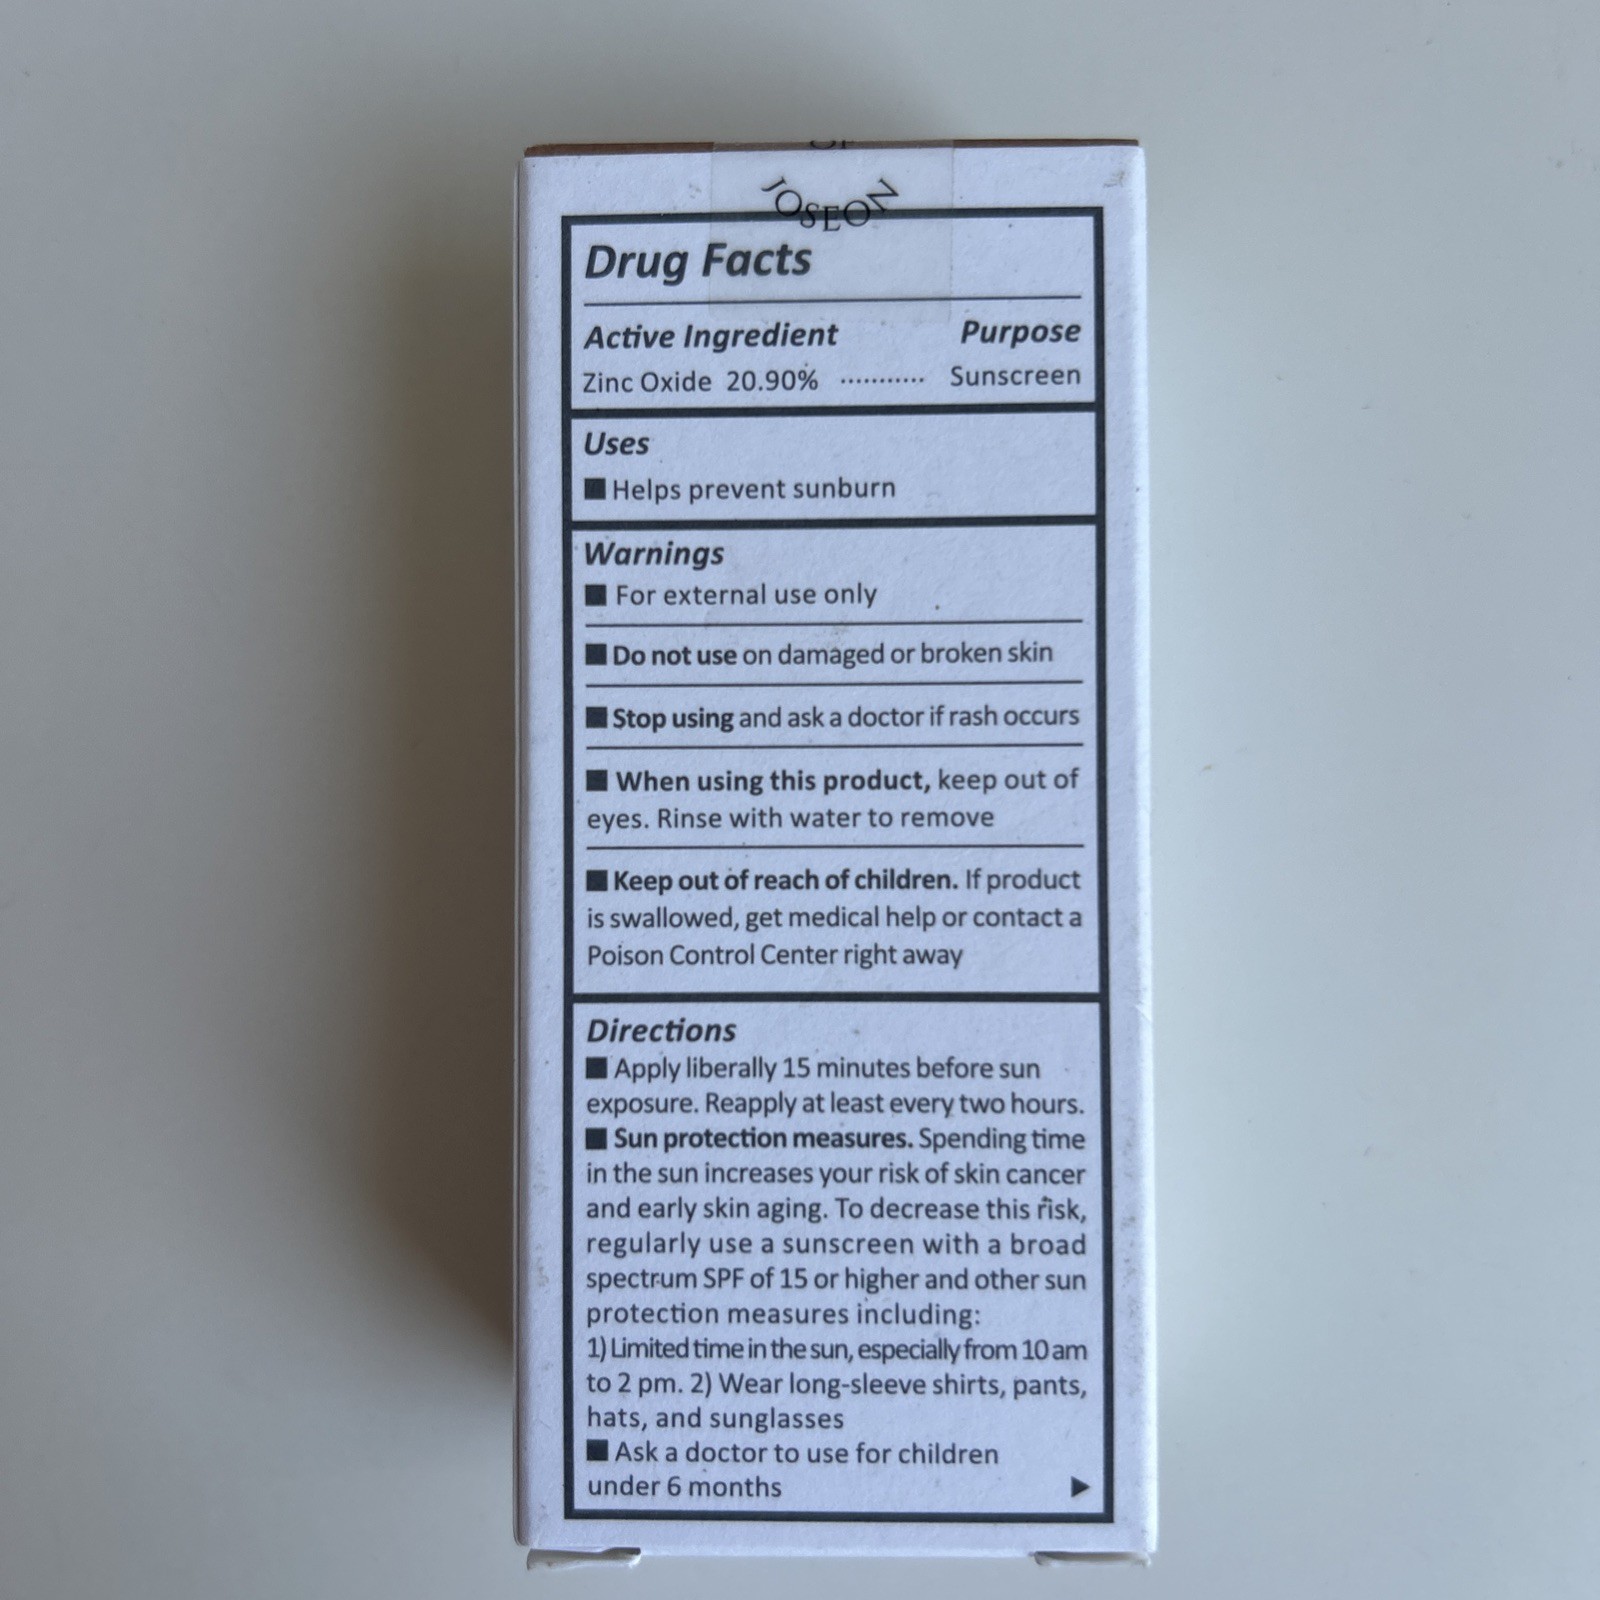 JOSEON
Drug Facts
Active Ingredient Purpose
Zinc Oxide 20.90% ............ Sunscreen
Uses
■ Helps prevent sunburn
Warnings
■ For external use only
■ Do not use on damaged or broken skin
■ Stop using and ask a doctor if rash occurs
■ When using this product, keep out of
eyes. Rinse with water to remove
■ Keep out of reach of children. If product
is swallowed, get medical help or contact a
Poison Control Center right away
Directions
■ Apply liberally 15 minutes before sun
exposure. Reapply at least every two hours.
■ Sun protection measures. Spending time
in the sun increases your risk of skin cancer
and early skin aging. To decrease this risk,
regularly use a sunscreen with a broad
spectrum SPF of 15 or higher and other sun
protection measures including:
1) Limited time in the sun, especially from 10 am
to 2 pm. 2) Wear long-sleeve shirts, pants,
hats, and sunglasses
■ Ask a doctor to use for children
under 6 months